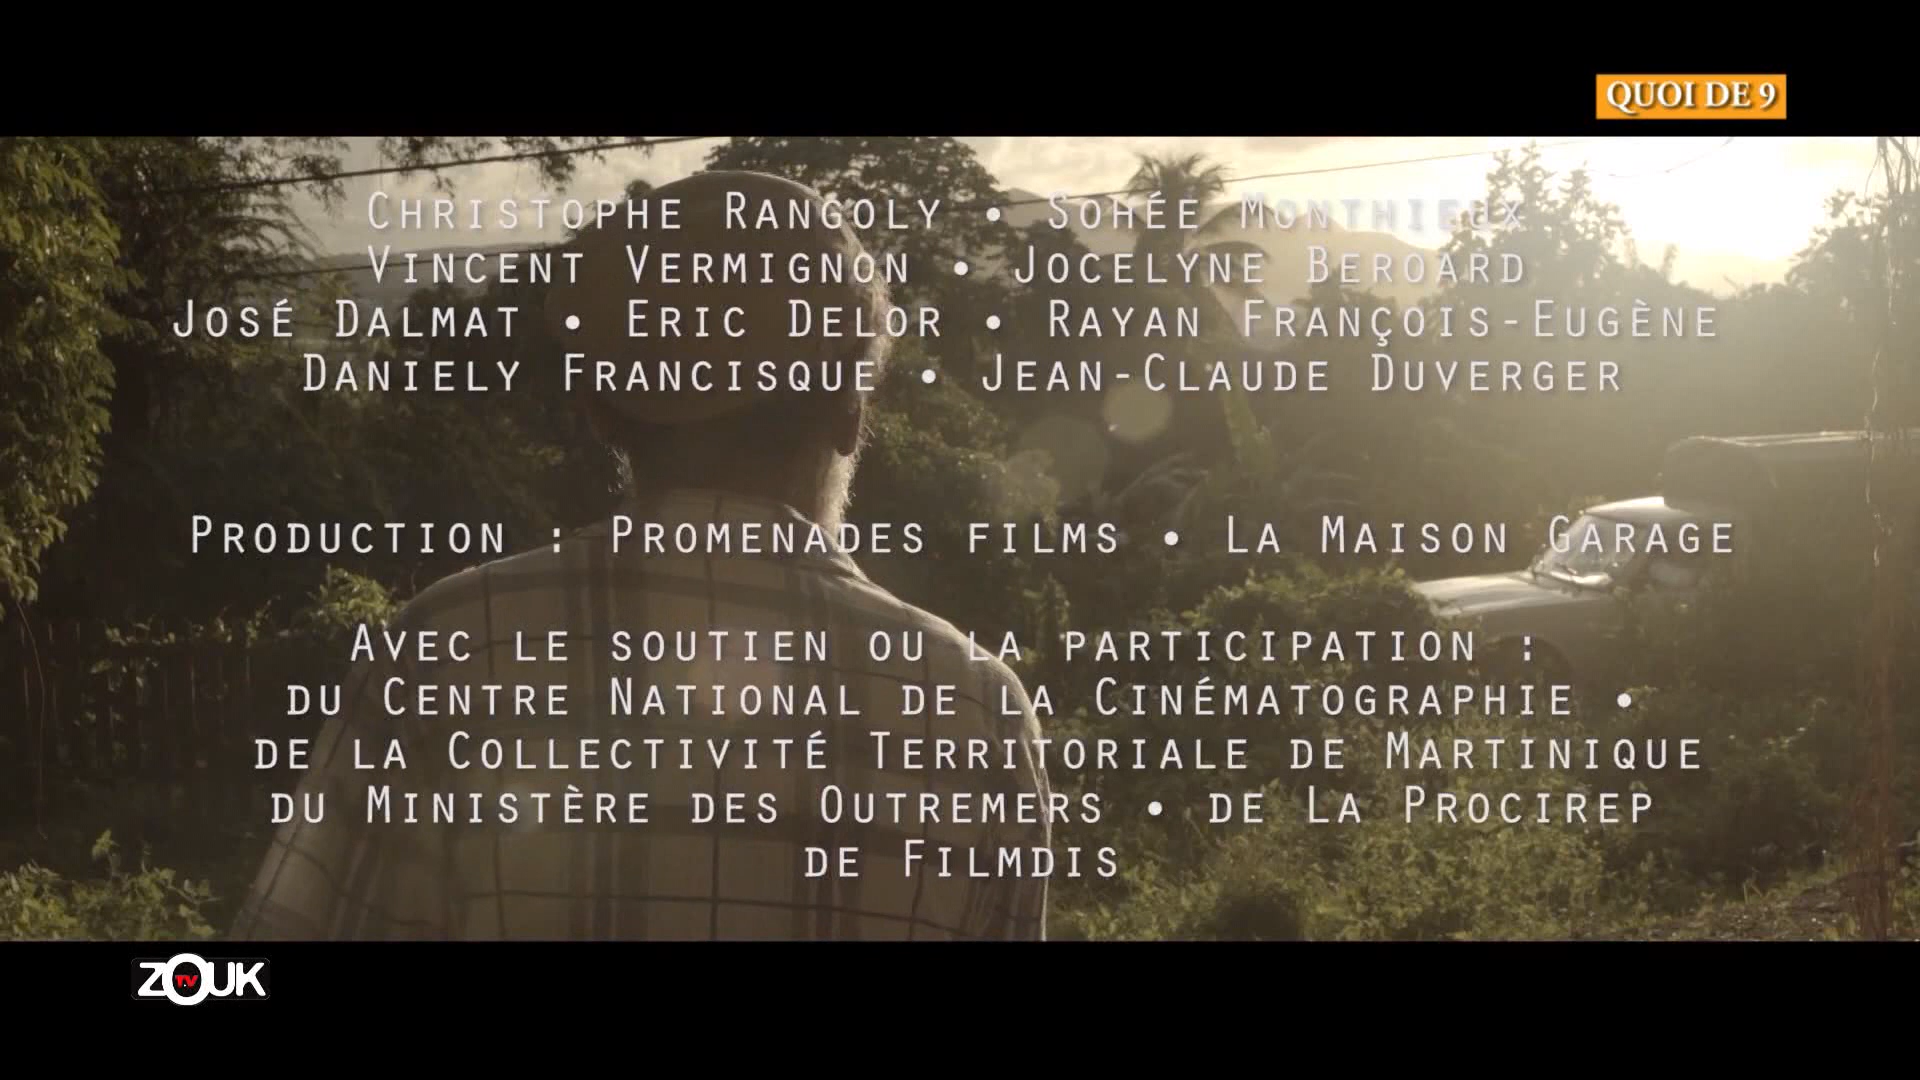 QUOI DE 9
CHRISTOPHE RANGOLY • SOHÉE MONTHIEUX
VINCENT VERMIGNON • JOCELYNE BEROARD
JOSÉ DALMAT • ERIC DELOR • RAYAN FRANÇOIS-EUGÈNE
DANIELY FRANCISQUE • JEAN-CLAUDE DUVERGER
PRODUCTION : PROMENADES FILMS • LA MAISON GARAGE
AVEC LE SOUTIEN OU LA PARTICIPATION :
DU CENTRE NATIONAL DE LA CINÉMATOGRAPHIE •
DE LA COLLECTIVITÉ TERRITORIALE DE MARTINIQUE
DU MINISTÈRE DES OUTREMERS • DE LA PROCIREP
DE FILMDIS
ZOUK TV